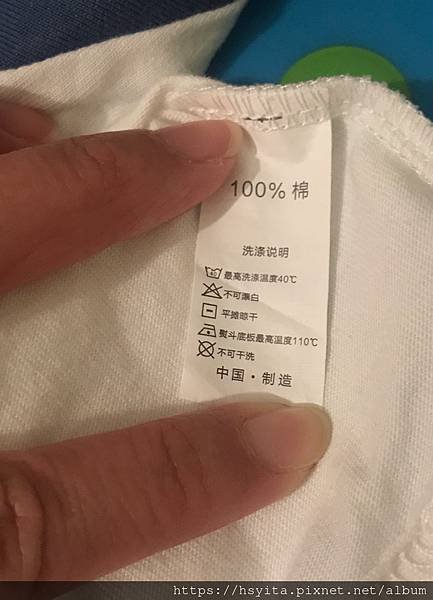 100% 棉
洗涤说明
40
最高洗涤温度40℃
不可漂白
平摊晾干
熨斗底板最高温度110℃
不可干洗
中国·制造
https://hsyita.pixnet.net/album